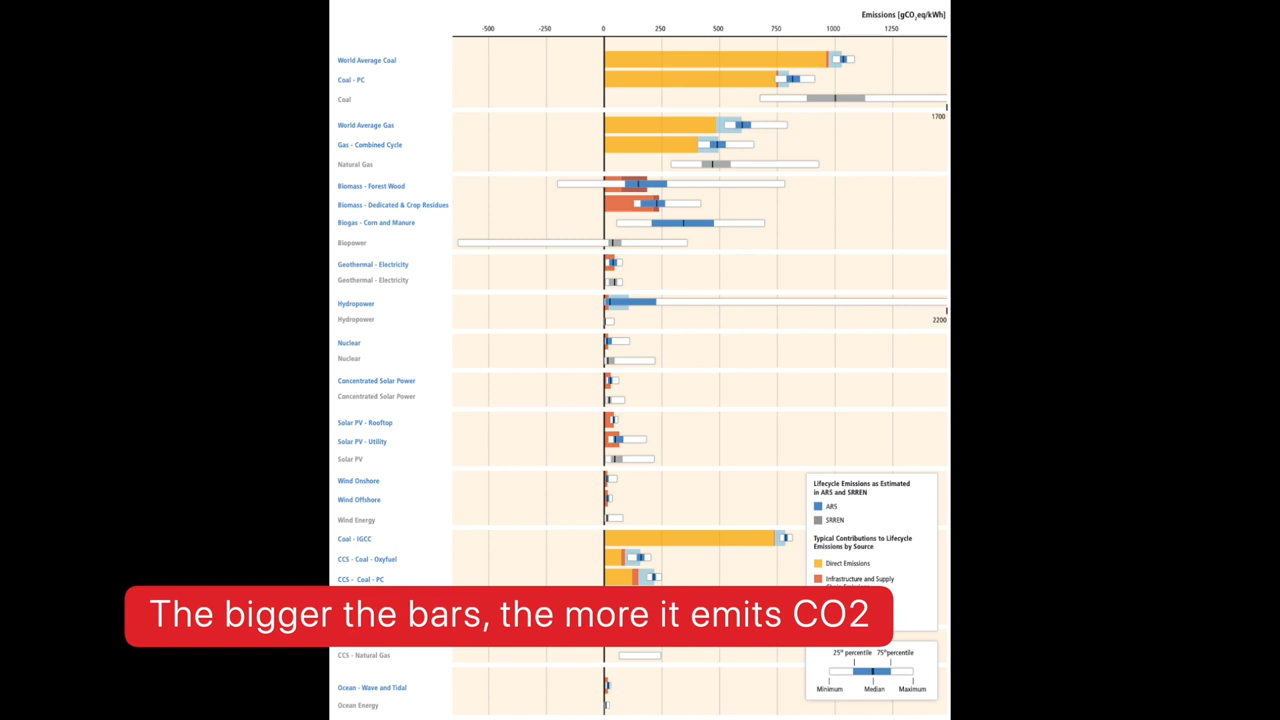 Emissions [gCO2eq/kWh]
-500 -250 0 250 500 750 1000 1250
World Average Coal
Coal - PC
Coal
1700
World Average Gas
Gas - Combined Cycle
Natural Gas
Biomass - Forest Wood
Biomass - Dedicated & Crop Residues
Biogas - Corn and Manure
Biopower
Geothermal - Electricity
Geothermal - Electricity
Hydropower
Hydropower
2200
Nuclear
Nuclear
Concentrated Solar Power
Concentrated Solar Power
Solar PV - Rooftop
Solar PV - Utility
Solar PV
Wind Onshore
Wind Offshore
Wind Energy
Coal - IGCC
CCS - Coal - Oxyfuel
CCS - Coal - PC
Lifecycle Emissions as Estimated
in AR5 and SRREN
AR5
SRREN
Typical Contributions to Lifecycle
Emissions by Source
Direct Emissions
Infrastructure and Supply
The bigger the bars, the more it emits CO2
CCS - Natural Gas
25th percentile 75th percentile
Minimum Median Maximum
Ocean - Wave and Tidal
Ocean Energy